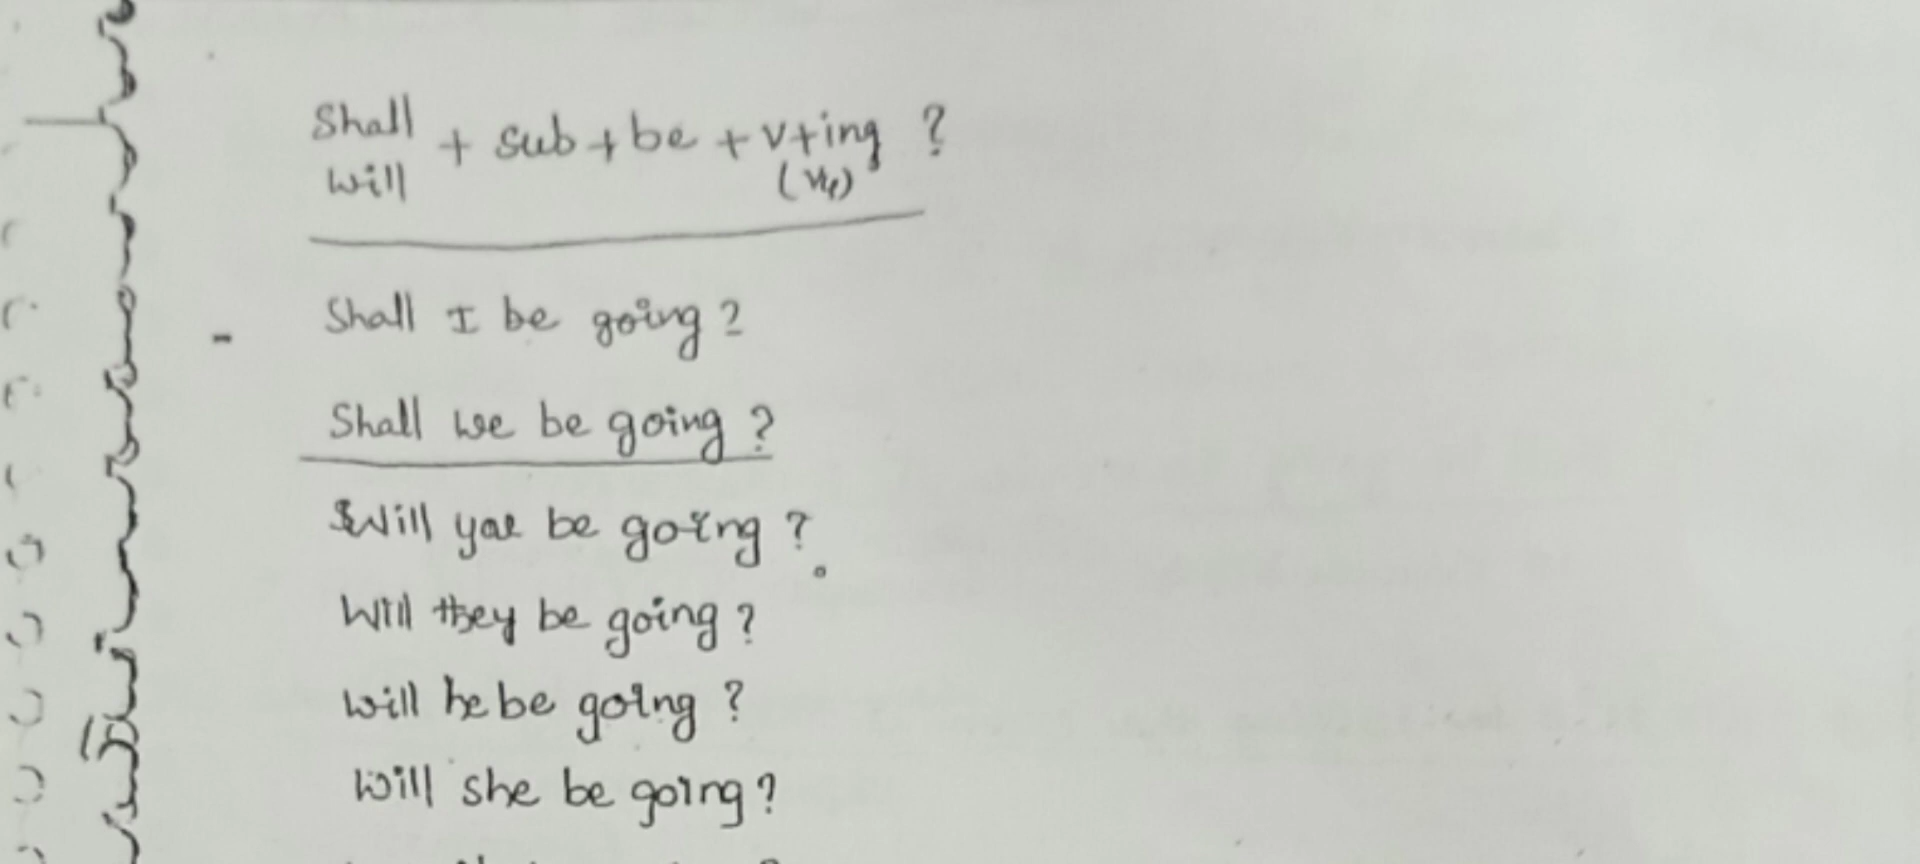 Shall
will + sub + be + v+ing ?
(v4)
- Shall I be going?
Shall we be going?
Will you be going?
Will they be going?
will he be going?
Will she be going?